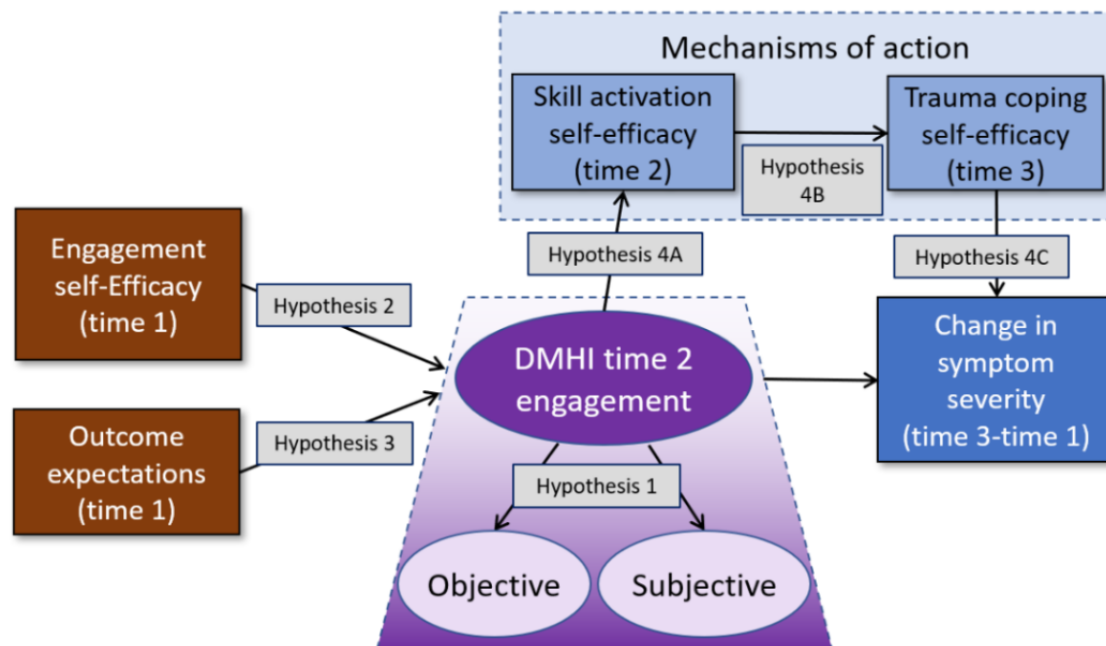 Mechanisms of action
Skill activation
self-efficacy
(time 2)
Hypothesis
4B
Trauma coping
self-efficacy
(time 3)
Engagement
self-Efficacy
(time 1)
Hypothesis 2
Hypothesis 4A
Hypothesis 4C
DMHI time 2
engagement
Change in
symptom
severity
(time 3-time 1)
Outcome
expectations
(time 1)
Hypothesis 3
Hypothesis 1
Objective
Subjective